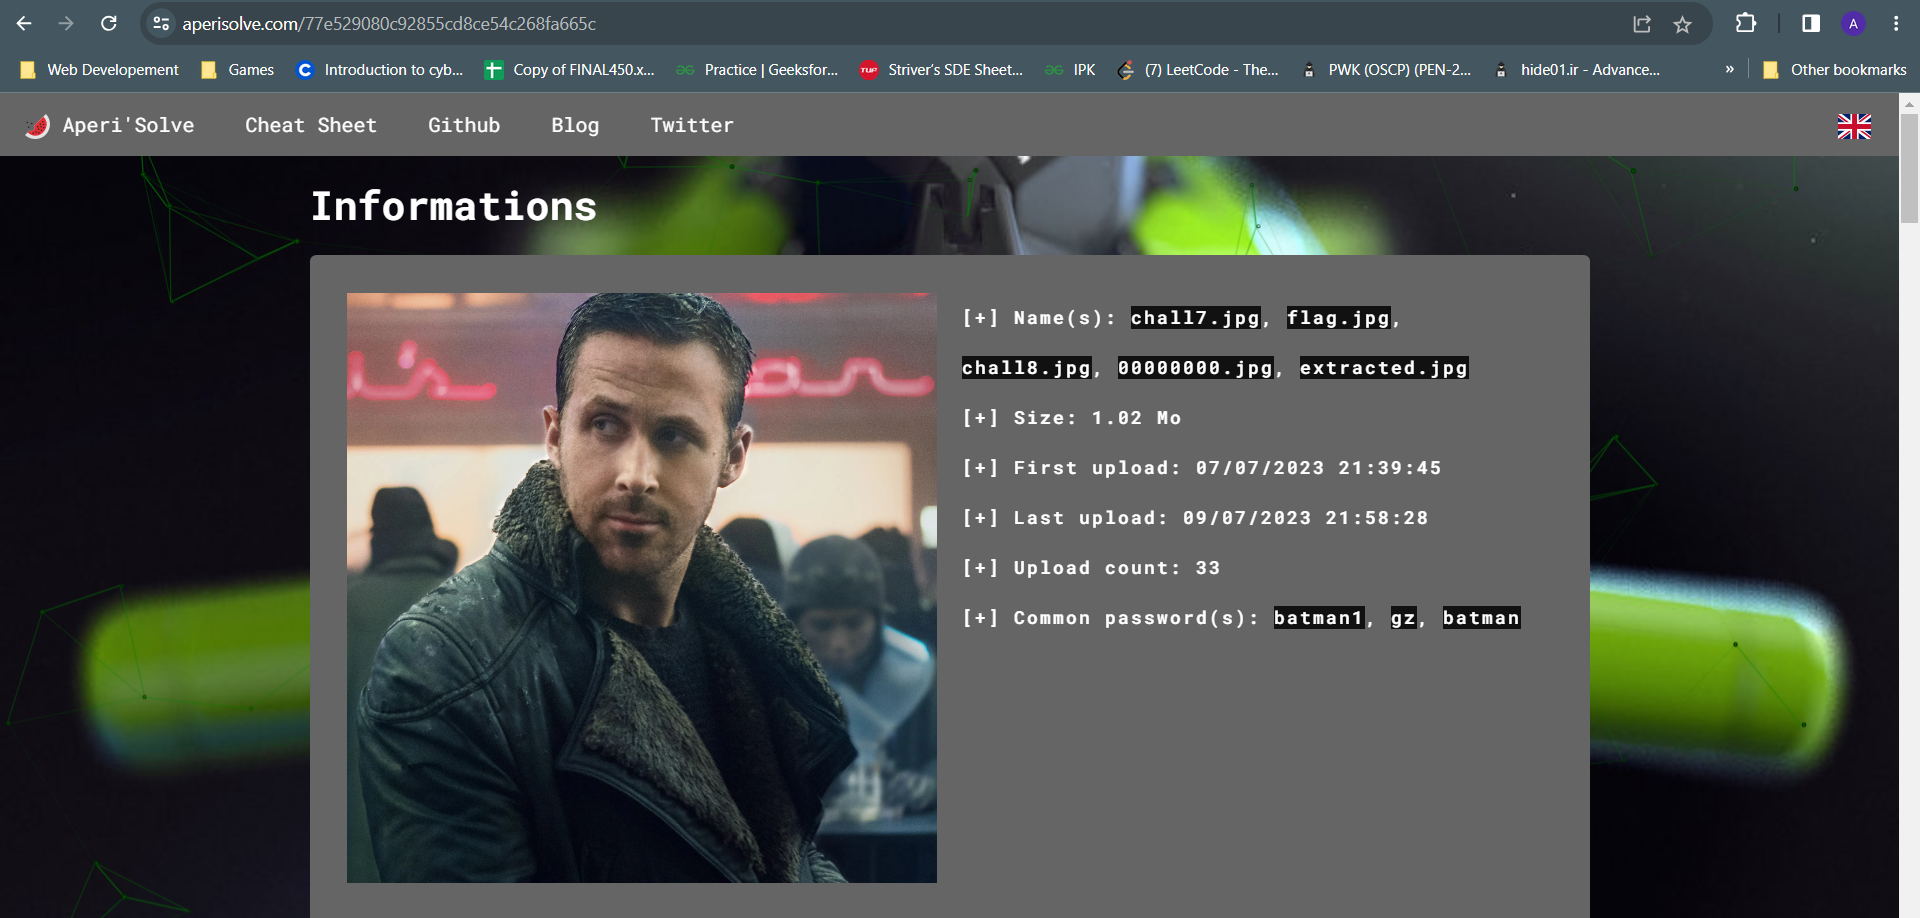 aperisolve.com/77e529080c92855cd8ce54c268fa665c
A
Web Developement Games Introduction to cyb... Copy of FINAL450.x... Practice | Geeksfor... TUF Striver's SDE Sheet... IPK (7) LeetCode - The... PWK (OSCP) (PEN-2... hide01.ir - Advance... » Other bookmarks
Aperi'Solve Cheat Sheet Github Blog Twitter
Informations
[+] Name(s): chall7.jpg, flag.jpg,
chall8.jpg, 00000000.jpg, extracted.jpg
[+] Size: 1.02 Mo
[+] First upload: 07/07/2023 21:39:45
[+] Last upload: 09/07/2023 21:58:28
[+] Upload count: 33
[+] Common password(s): batman1, gz, batman